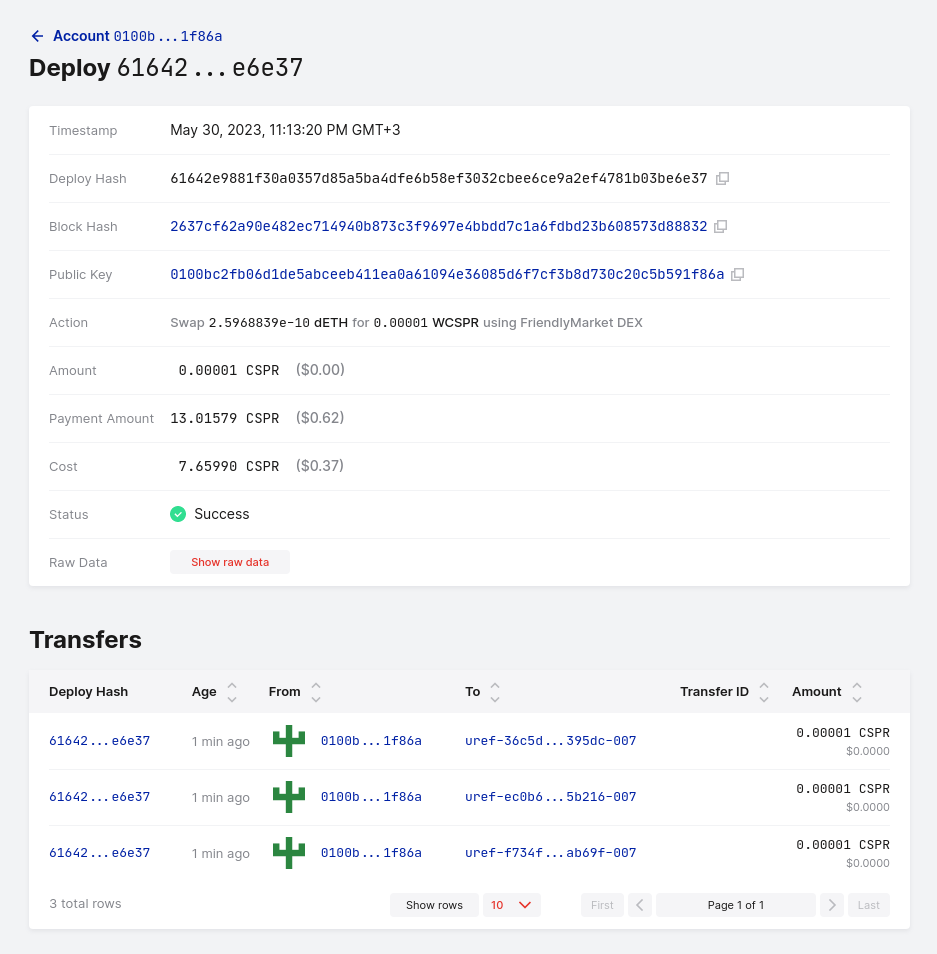 Account 0100b...1f86a
Deploy 61642...e6e37
Timestamp May 30, 2023, 11:13:20 PM GMT+3
Deploy Hash 61642e9881f30a0357d85a5ba4dfe6b58ef3032cbee6ce9a2ef4781b03be6e37
Block Hash 2637cf62a90e482ec714940b873c3f9697e4bbdd7c1a6fdbd23b608573d88832
Public Key 0100bc2fb06d1de5abceeb411ea0a61094e36085d6f7cf3b8d730c20c5b591f86a
Action Swap 2.5968839e-10 dETH for 0.00001 WCSPR using FriendlyMarket DEX
Amount 0.00001 CSPR ($0.00)
Payment Amount 13.01579 CSPR ($0.62)
Cost 7.65990 CSPR ($0.37)
Status Success
Raw Data Show raw data
Transfers
Deploy Hash Age From To Transfer ID Amount
61642...e6e37 1 min ago 0100b...1f86a uref-36c5d...395dc-007 0.00001 CSPR
$0.0000
61642...e6e37 1 min ago 0100b...1f86a uref-ec0b6...5b216-007 0.00001 CSPR
$0.0000
61642...e6e37 1 min ago 0100b...1f86a uref-f734f...ab69f-007 0.00001 CSPR
$0.0000
3 total rows Show rows 10 First Page 1 of 1 Last